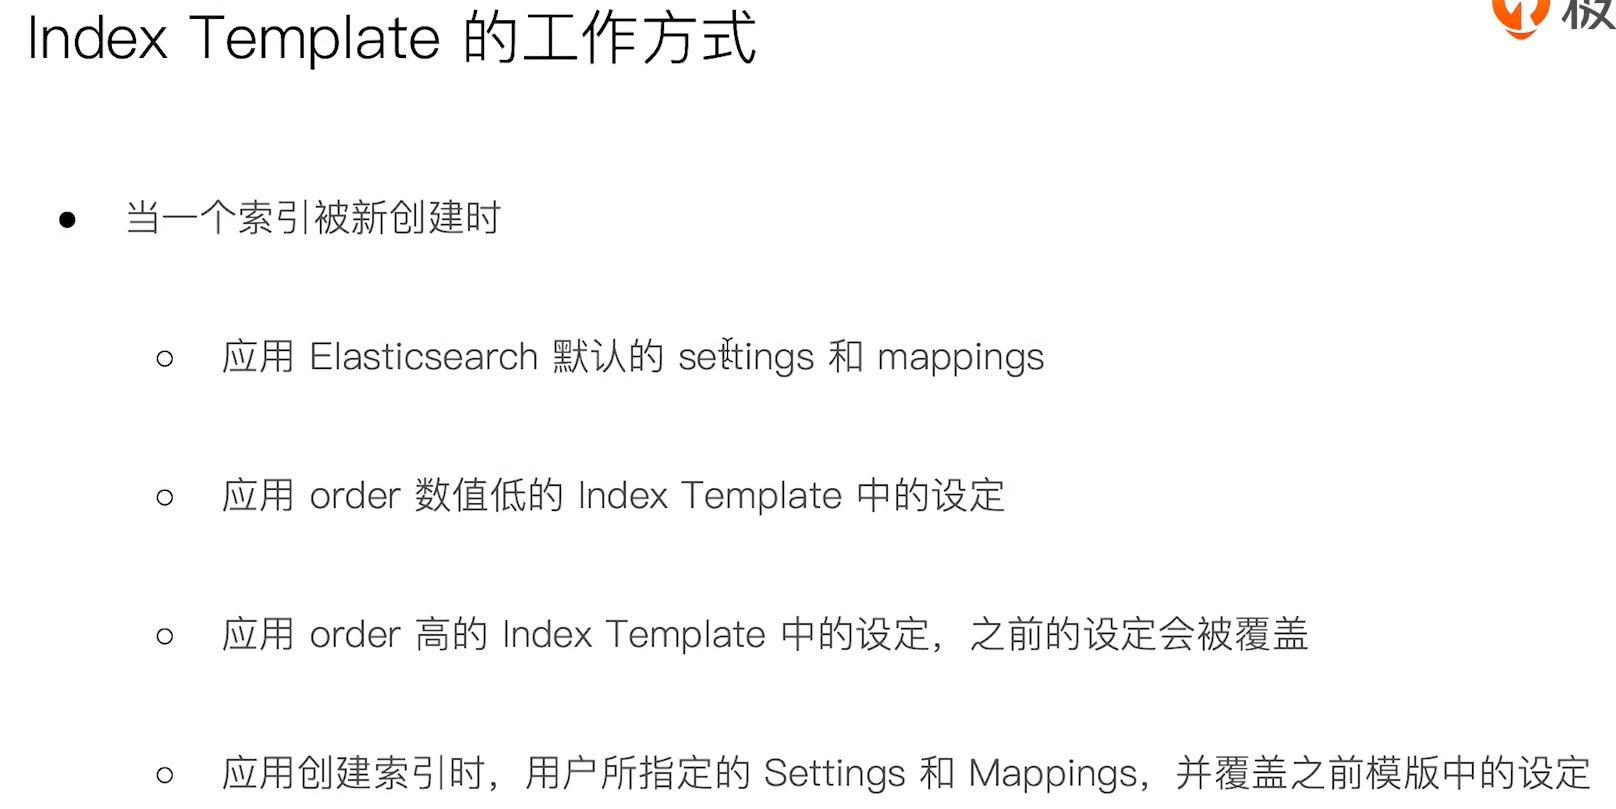 Index Template 的工作方式
极
当一个索引被新创建时
应用 Elasticsearch 默认的 settings 和 mappings
应用 order 数值低的 Index Template 中的设定
应用 order 高的 Index Template 中的设定，之前的设定会被覆盖
应用创建索引时，用户所指定的 Settings 和 Mappings，并覆盖之前模版中的设定